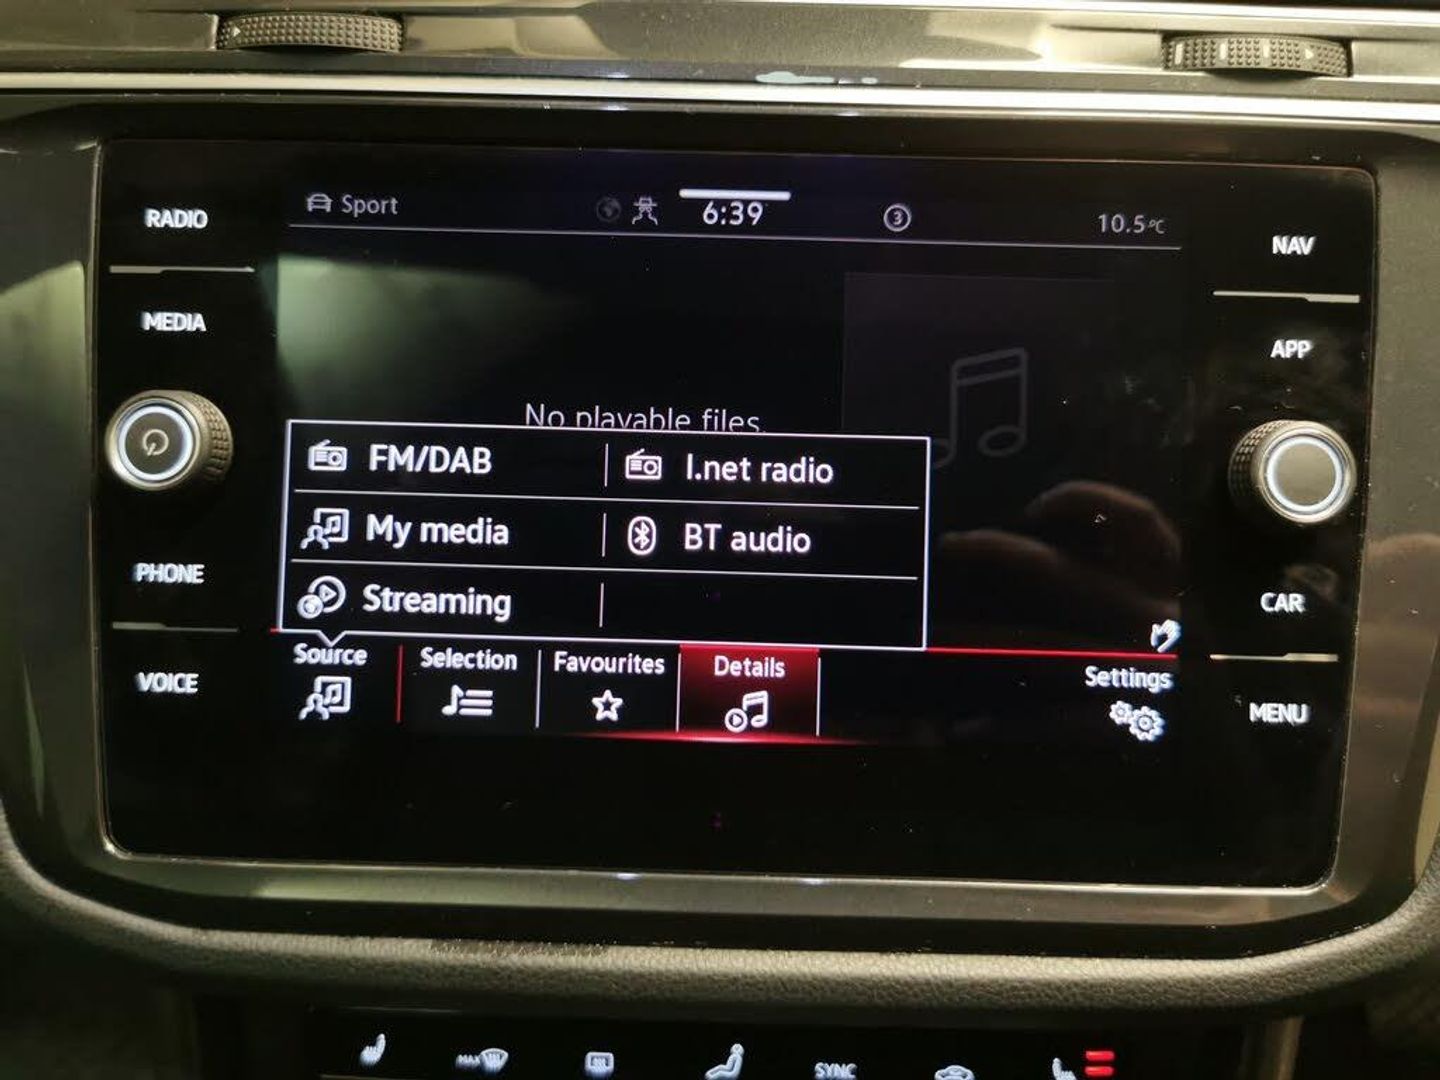 RADIO
MEDIA
PHONE
VOICE
Sport
6:39
3
10.5°C
No playable files.
FM/DAB
I.net radio
My media
BT audio
Streaming
Source
Selection
Favourites
Details
Settings
NAV
APP
CAR
MENU
MAX
SYNC